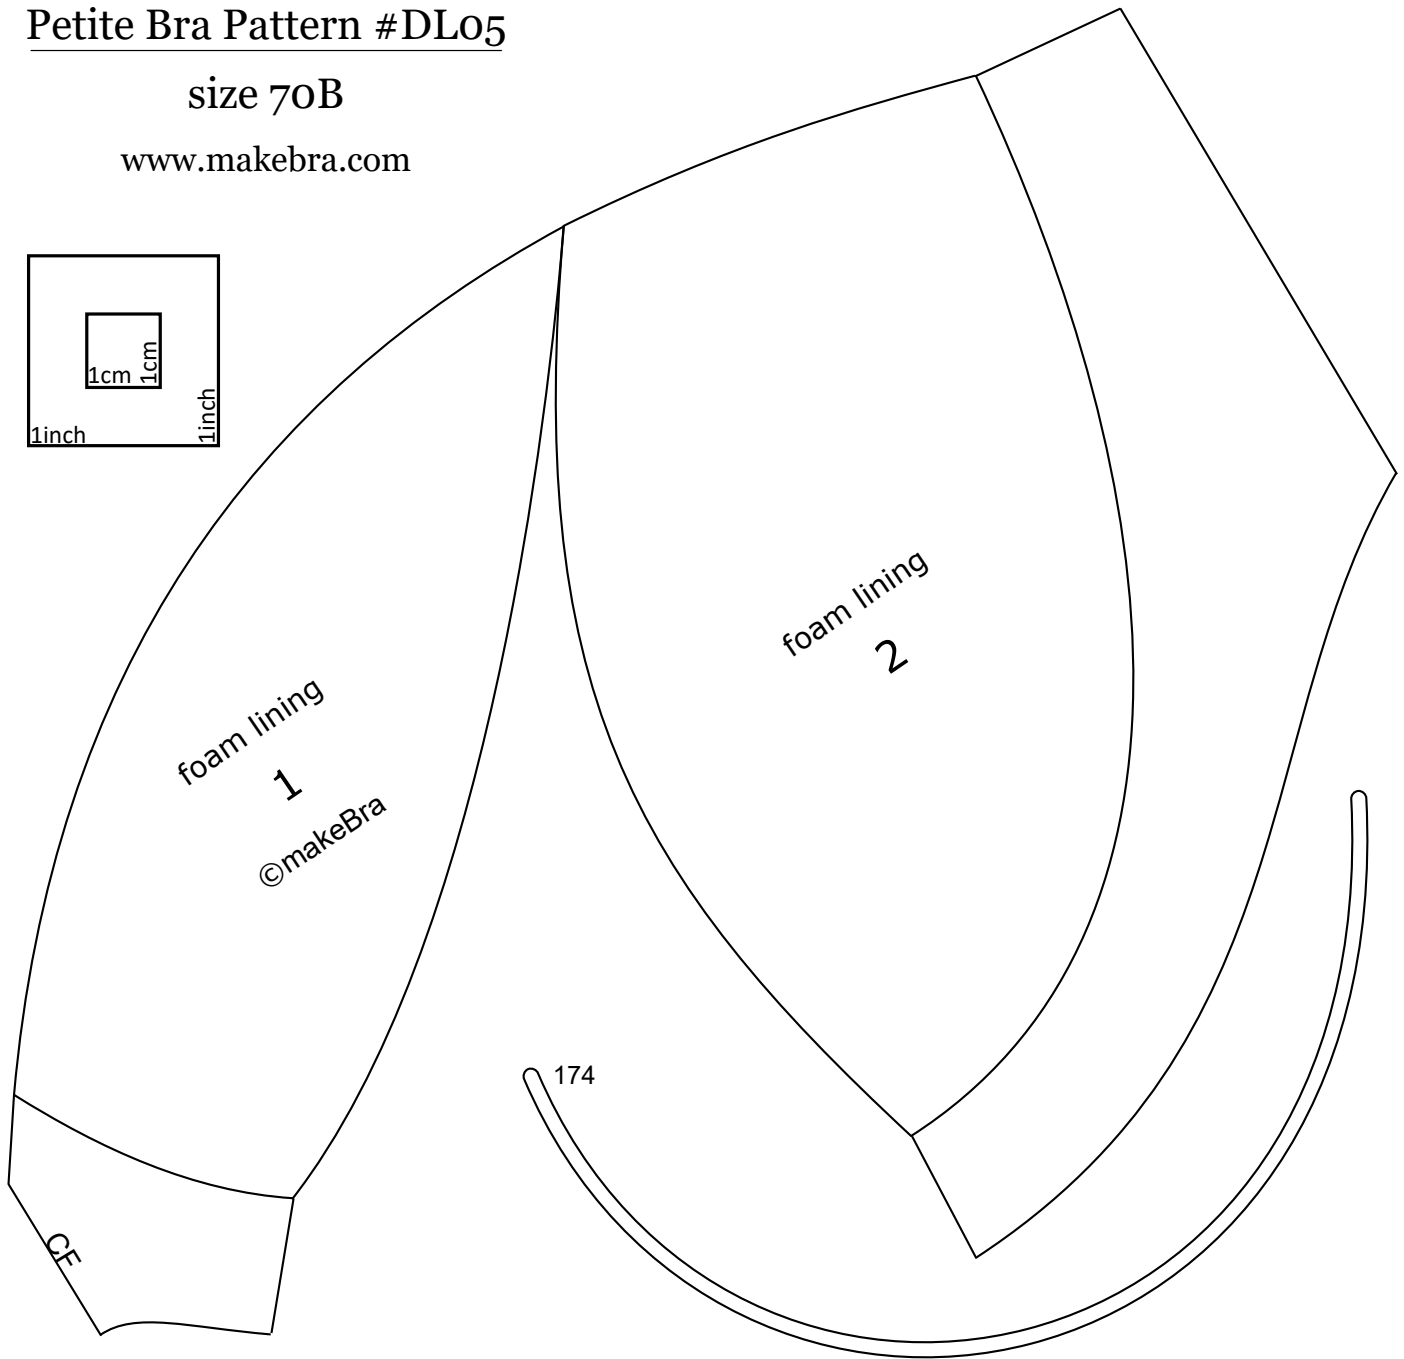 Petite Bra Pattern #DL05
size 70B
www.makebra.com
1cm
1cm
1inch
1inch
foam lining
2
foam lining
1
©makeBra
174
CF